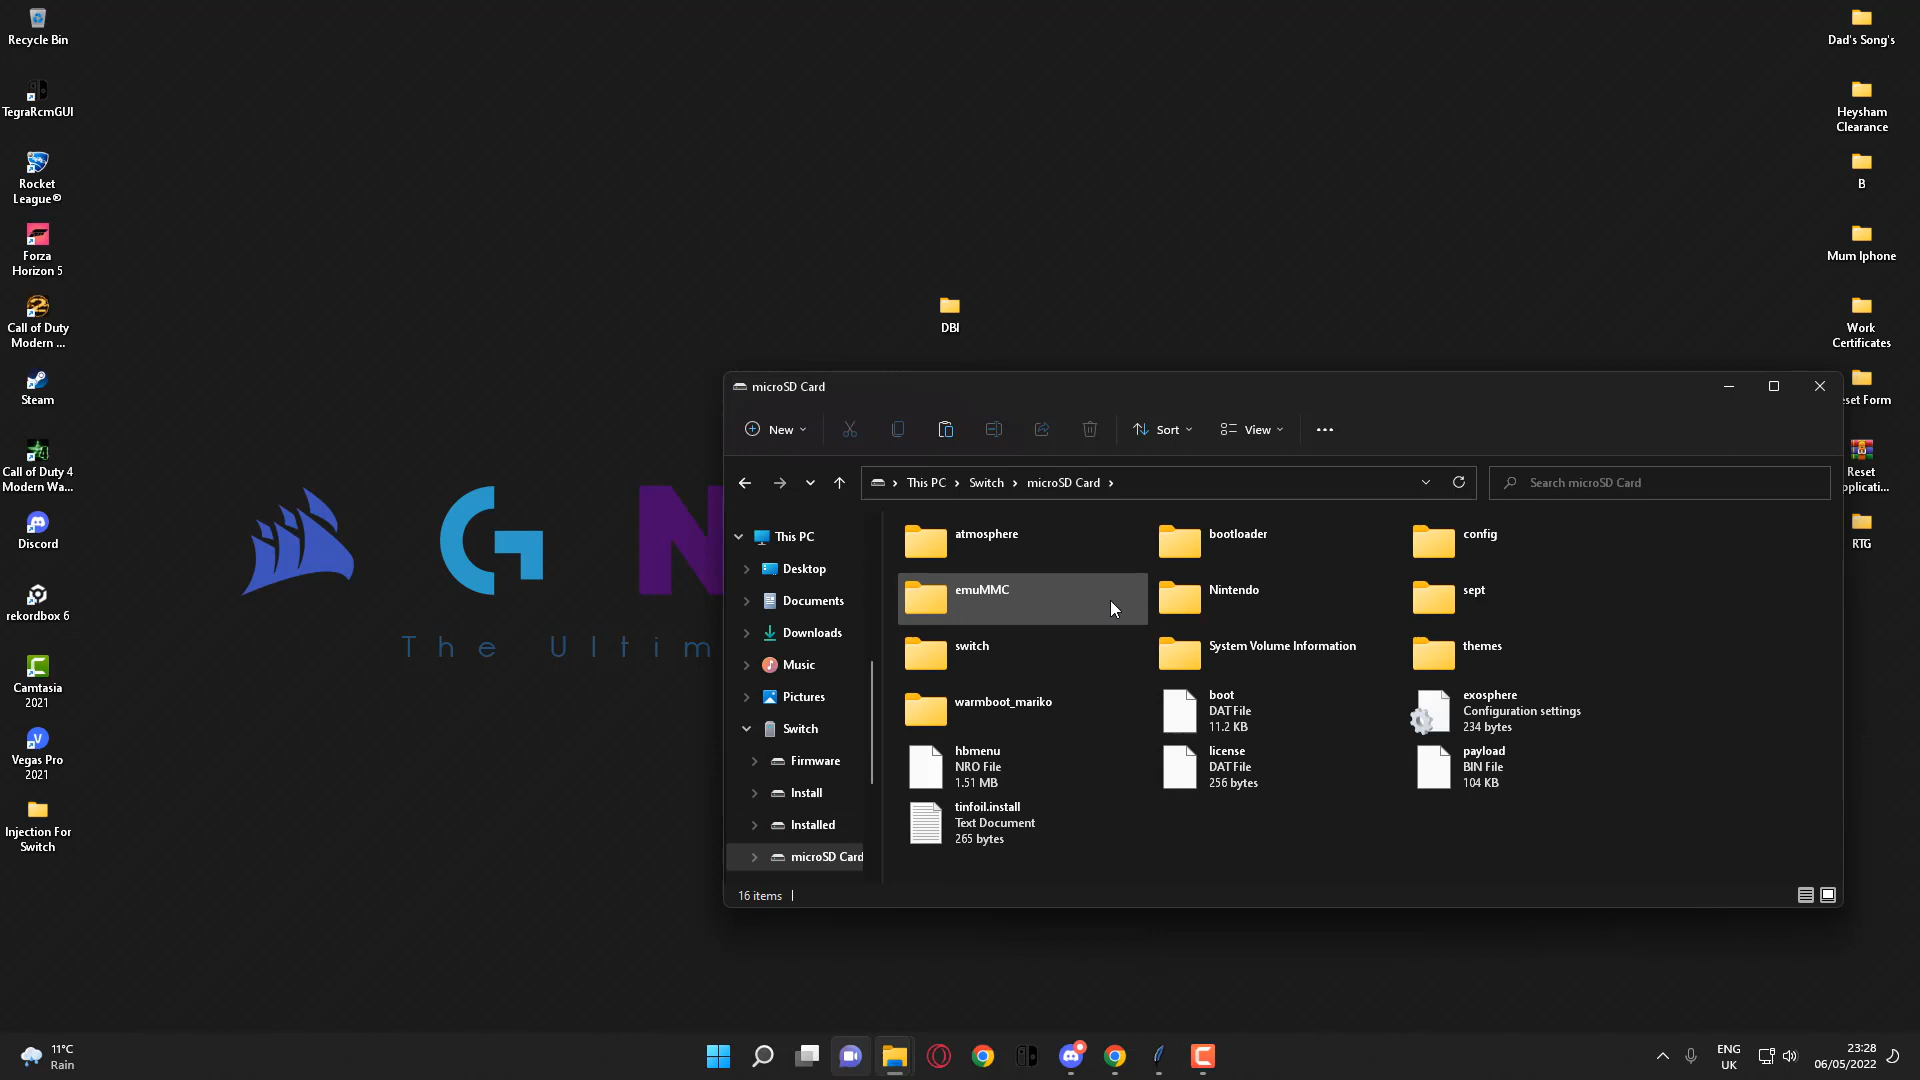 Recycle Bin
TegraRcmGUI
Rocket
League®
Forza
Horizon 5
Call of Duty
Modern ...
Steam
Call of Duty 4
Modern Wa...
Discord
rekordbox 6
Camtasia
2021
Vegas Pro
2021
Injection For
Switch
DBI
G N
The Ultim
Dad's Song's
Heysham
Clearance
B
Mum Iphone
Work
Certificates
eset Form
Reset
pplicati...
RTG
microSD Card
New
Sort
View
This PC
Switch
microSD Card
Search microSD Card
This PC
Desktop
Documents
Downloads
Music
Pictures
Switch
Firmware
Install
Installed
microSD Card
atmosphere
bootloader
config
emuMMC
Nintendo
sept
switch
System Volume Information
themes
warmboot_mariko
boot
DAT File
11.2 KB
exosphere
Configuration settings
234 bytes
hbmenu
NRO File
1.51 MB
license
DAT File
256 bytes
payload
BIN File
104 KB
tinfoil.install
Text Document
265 bytes
16 items
11°C
Rain
ENG
UK
23:28
06/05/2022